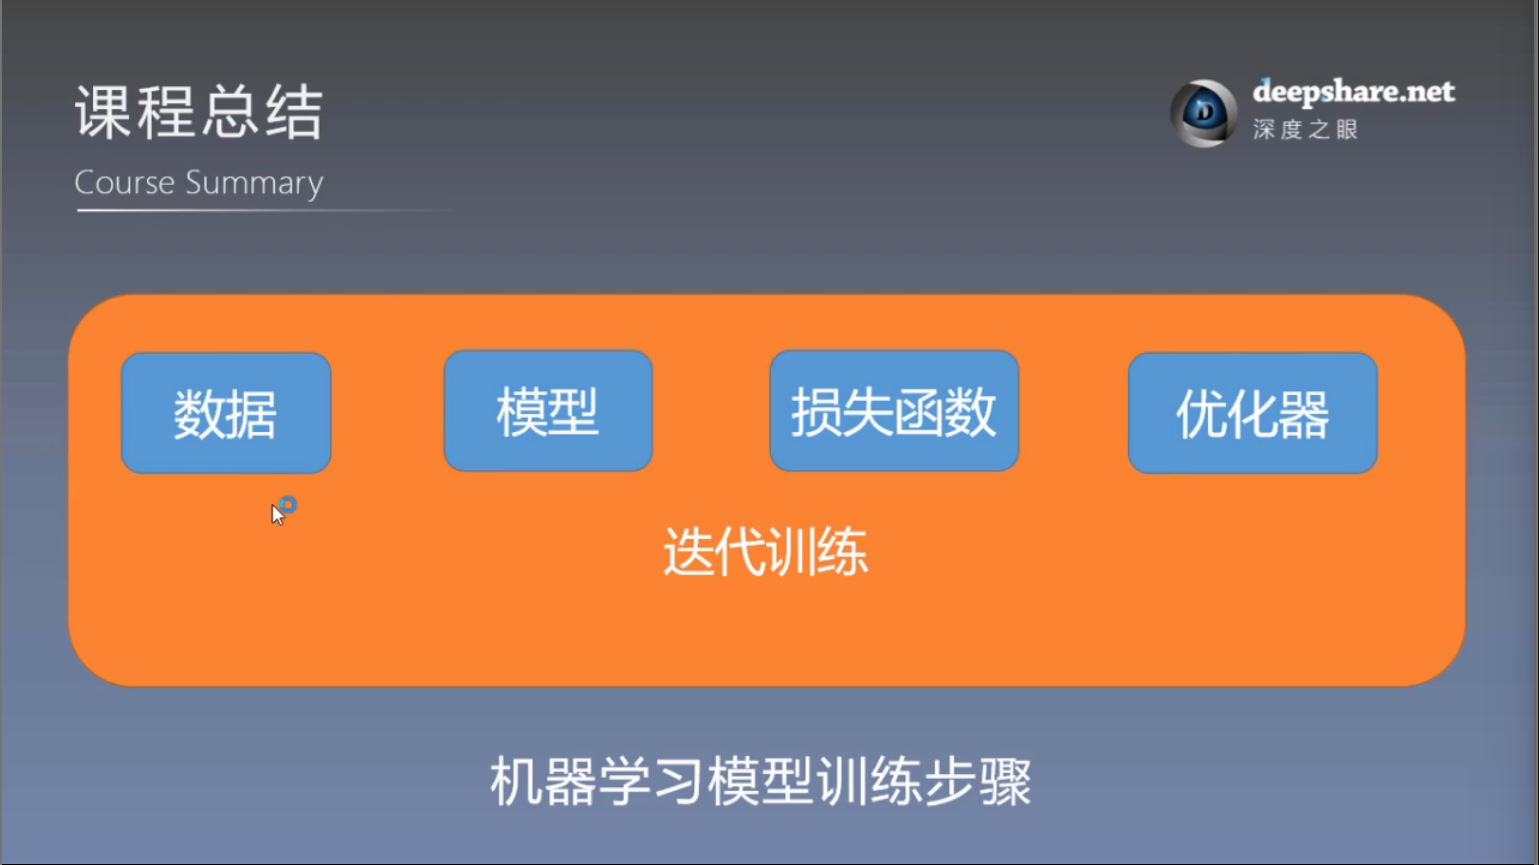 课程总结
Course Summary
deepshare.net
深度之眼
数据
模型
损失函数
优化器
迭代训练
机器学习模型训练步骤